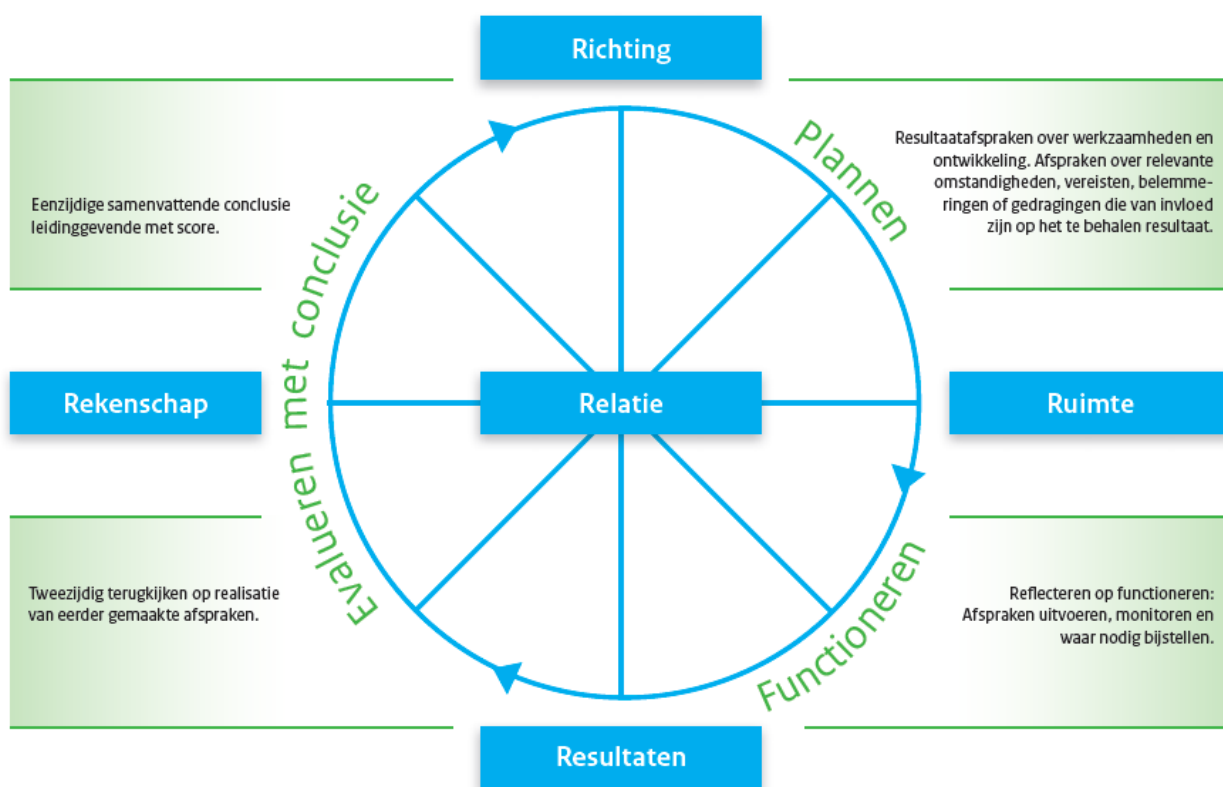 Richting
Plannen
Resultaatafspraken over werkzaamheden en
ontwikkeling. Afspraken over relevante
omstandigheden, vereisten, belemme-
ringen of gedragingen die van invloed
zijn op het te behalen resultaat.
Eenzijdige samenvattende conclusie
leidinggevende met score.
Evalueren met conclusie
Rekenschap
Relatie
Ruimte
Tweezijdig terugkijken op realisatie
van eerder gemaakte afspraken.
Functioneren
Reflecteren op functioneren:
Afspraken uitvoeren, monitoren en
waar nodig bijstellen.
Resultaten